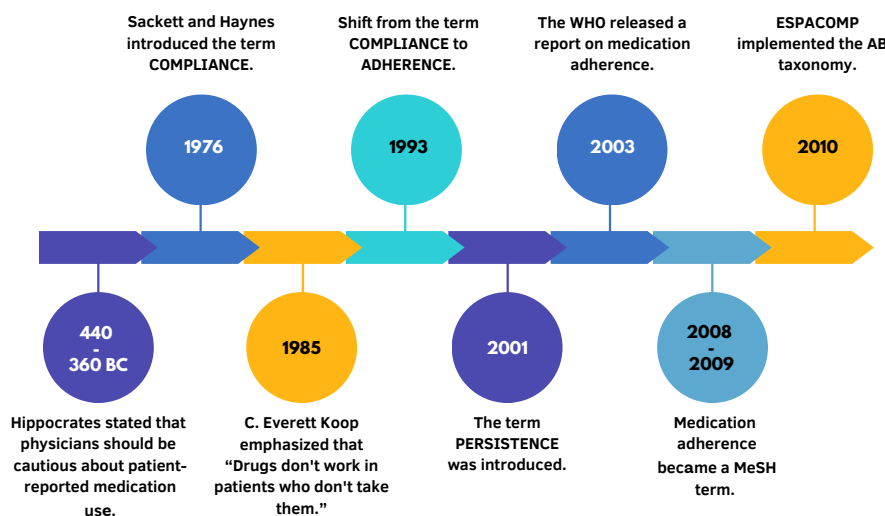 Sackett and Haynes
introduced the term
COMPLIANCE.
Shift from the term
COMPLIANCE to
ADHERENCE.
The WHO released a
report on medication
adherence.
ESPACOMP
implemented the AB
taxonomy.
1976
1993
2003
2010
440
-
360 BC
1985
2001
2008
-
2009
Hippocrates stated that
physicians should be
cautious about patient-
reported medication
use.
C. Everett Koop
emphasized that
“Drugs don't work in
patients who don't take
them.”
The term
PERSISTENCE
was introduced.
Medication
adherence
became a MeSH
term.